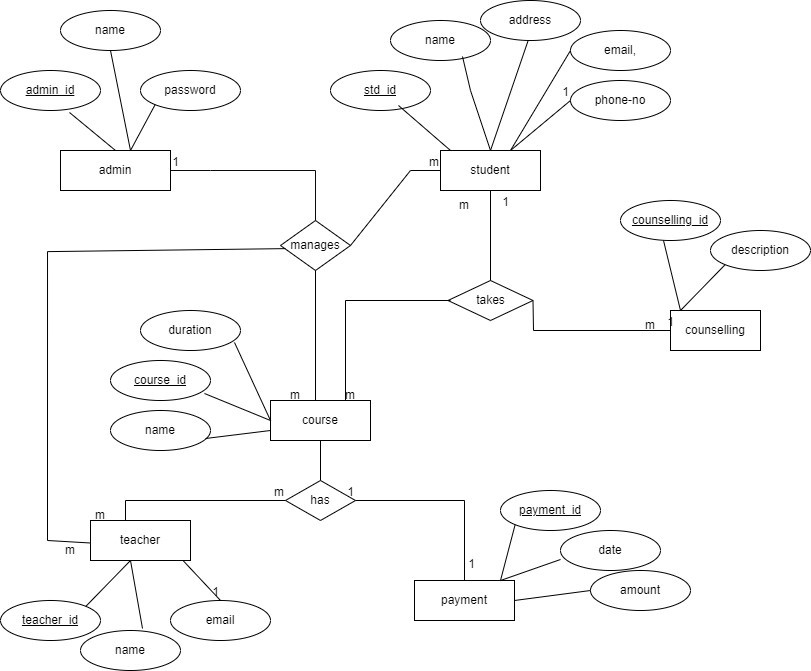 name
address
name
email,
admin_id
password
std_id
1
phone-no
admin
1
m
student
m
1
counselling_id
manages
description
takes
duration
m
1
counselling
course_id
m
m
name
course
m
has
1
payment_id
m
teacher
m
date
1
1
amount
payment
teacher_id
email
name